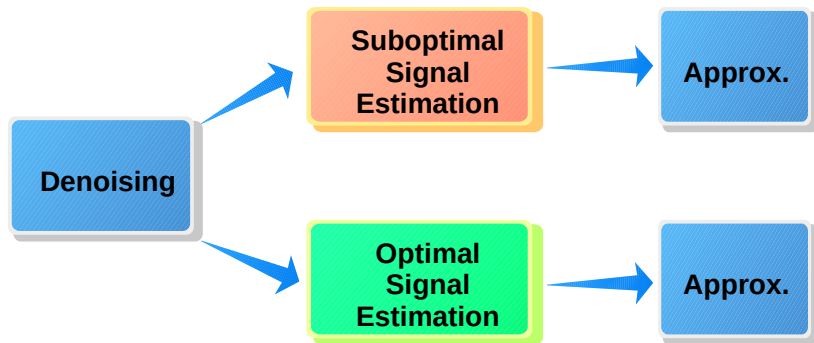 Denoising
Suboptimal
Signal
Estimation
Approx.
Optimal
Signal
Estimation
Approx.